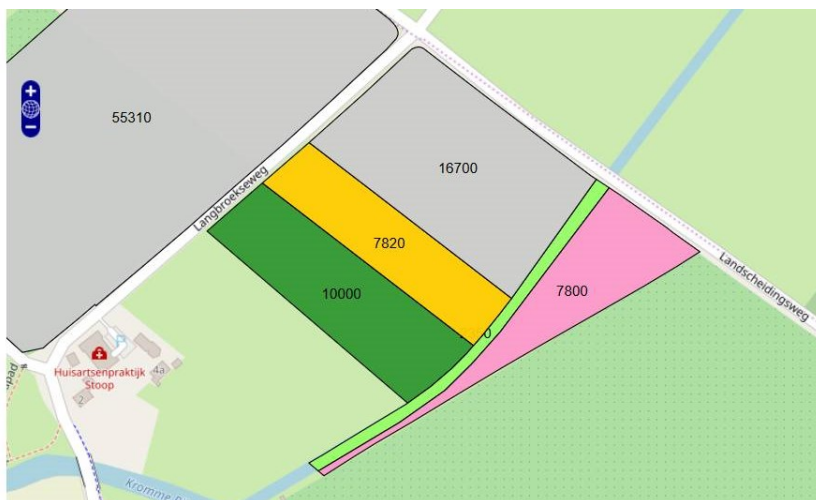 +
−
55310
16700
Langbroekseweg
7820
10000
7800
Landscheidingsweg
P
Huisartsenpraktijk
Stoop
4a
2
Kromme